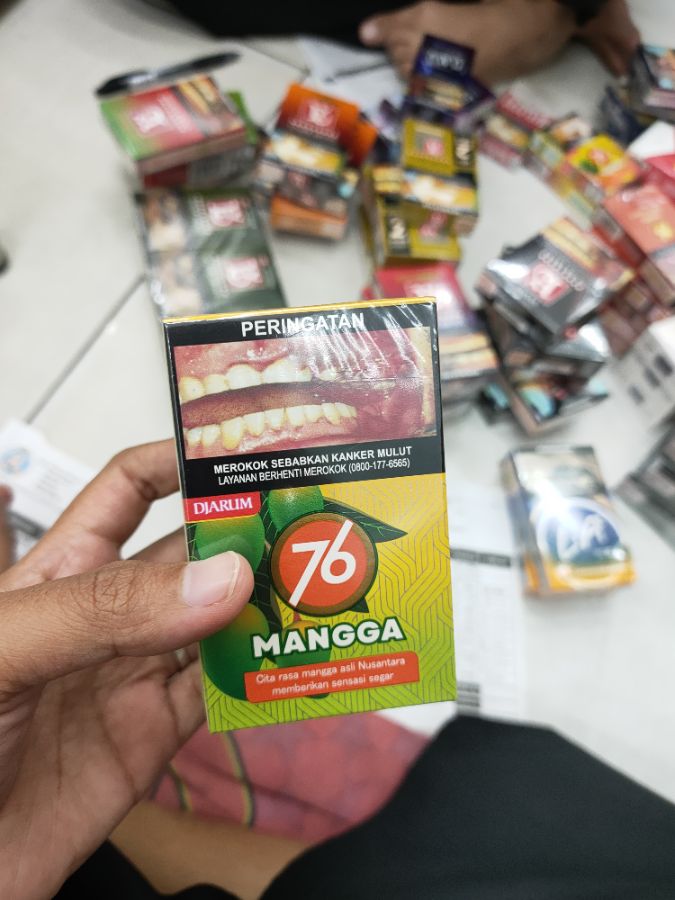 PERINGATAN
MEROKOK SEBABKAN KANKER MULUT
LAYANAN BERHENTI MEROKOK (0800-177-6565)
DJARUM
76
MANGGA
Cita rasa mangga asli Nusantara
memberikan sensasi segar